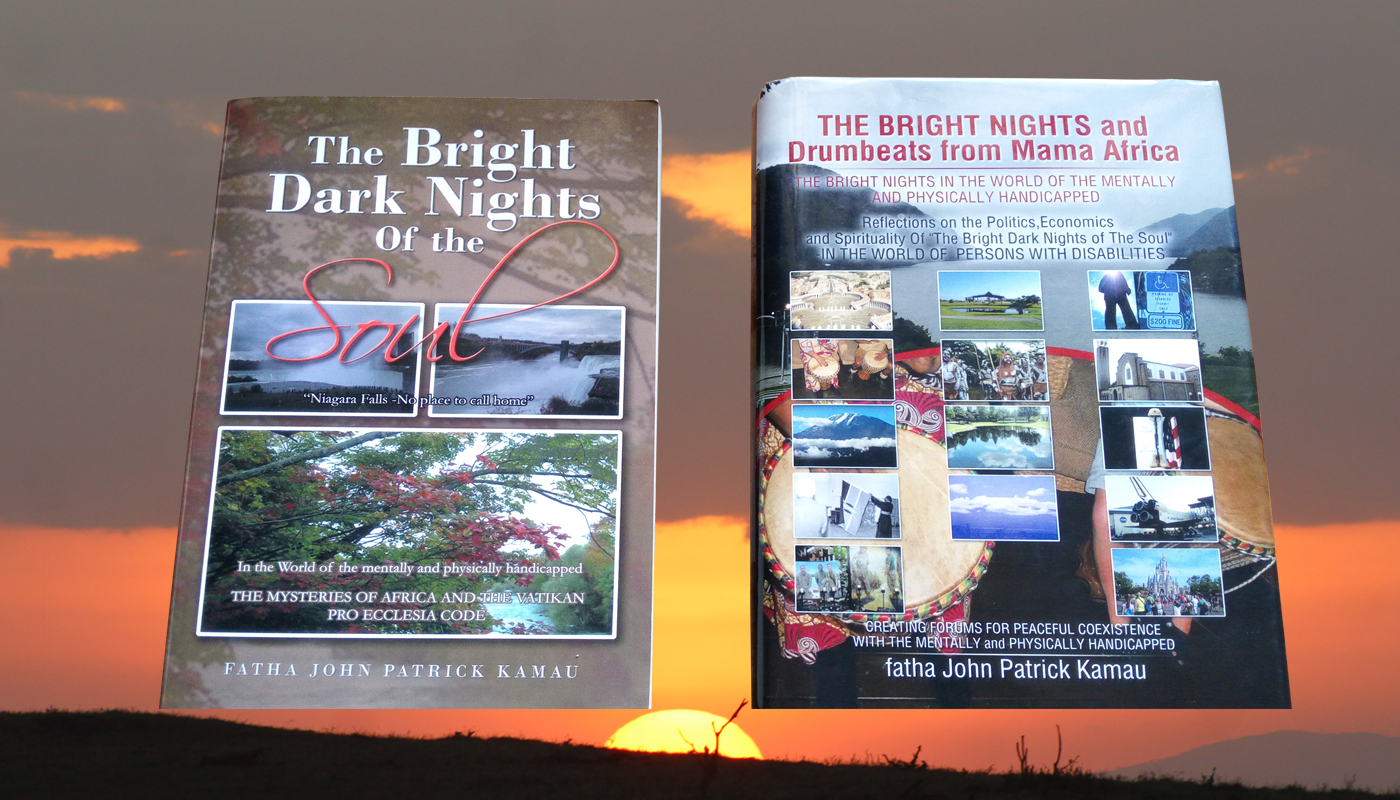 The Bright
Dark Nights
Of the
Soul
"Niagara Falls -No place to call home"
In the World of the mentally and physically handicapped
THE MYSTERIES OF AFRICA AND THE VATIKAN
PRO ECCLESIA CODE
FATHA JOHN PATRICK KAMAU
THE BRIGHT NIGHTS and
Drumbeats from Mama Africa
THE BRIGHT NIGHTS IN THE WORLD OF THE MENTALLY
AND PHYSICALLY HANDICAPPED
Reflections on the Politics,Economics
and Spirituality Of "The Bright Dark Nights of The Soul"
IN THE WORLD OF PERSONS WITH DISABILITIES
$200 FINE
CREATING FORUMS FOR PEACEFUL COEXISTENCE
WITH THE MENTALLY and PHYSICALLY HANDICAPPED
fatha John Patrick Kamau